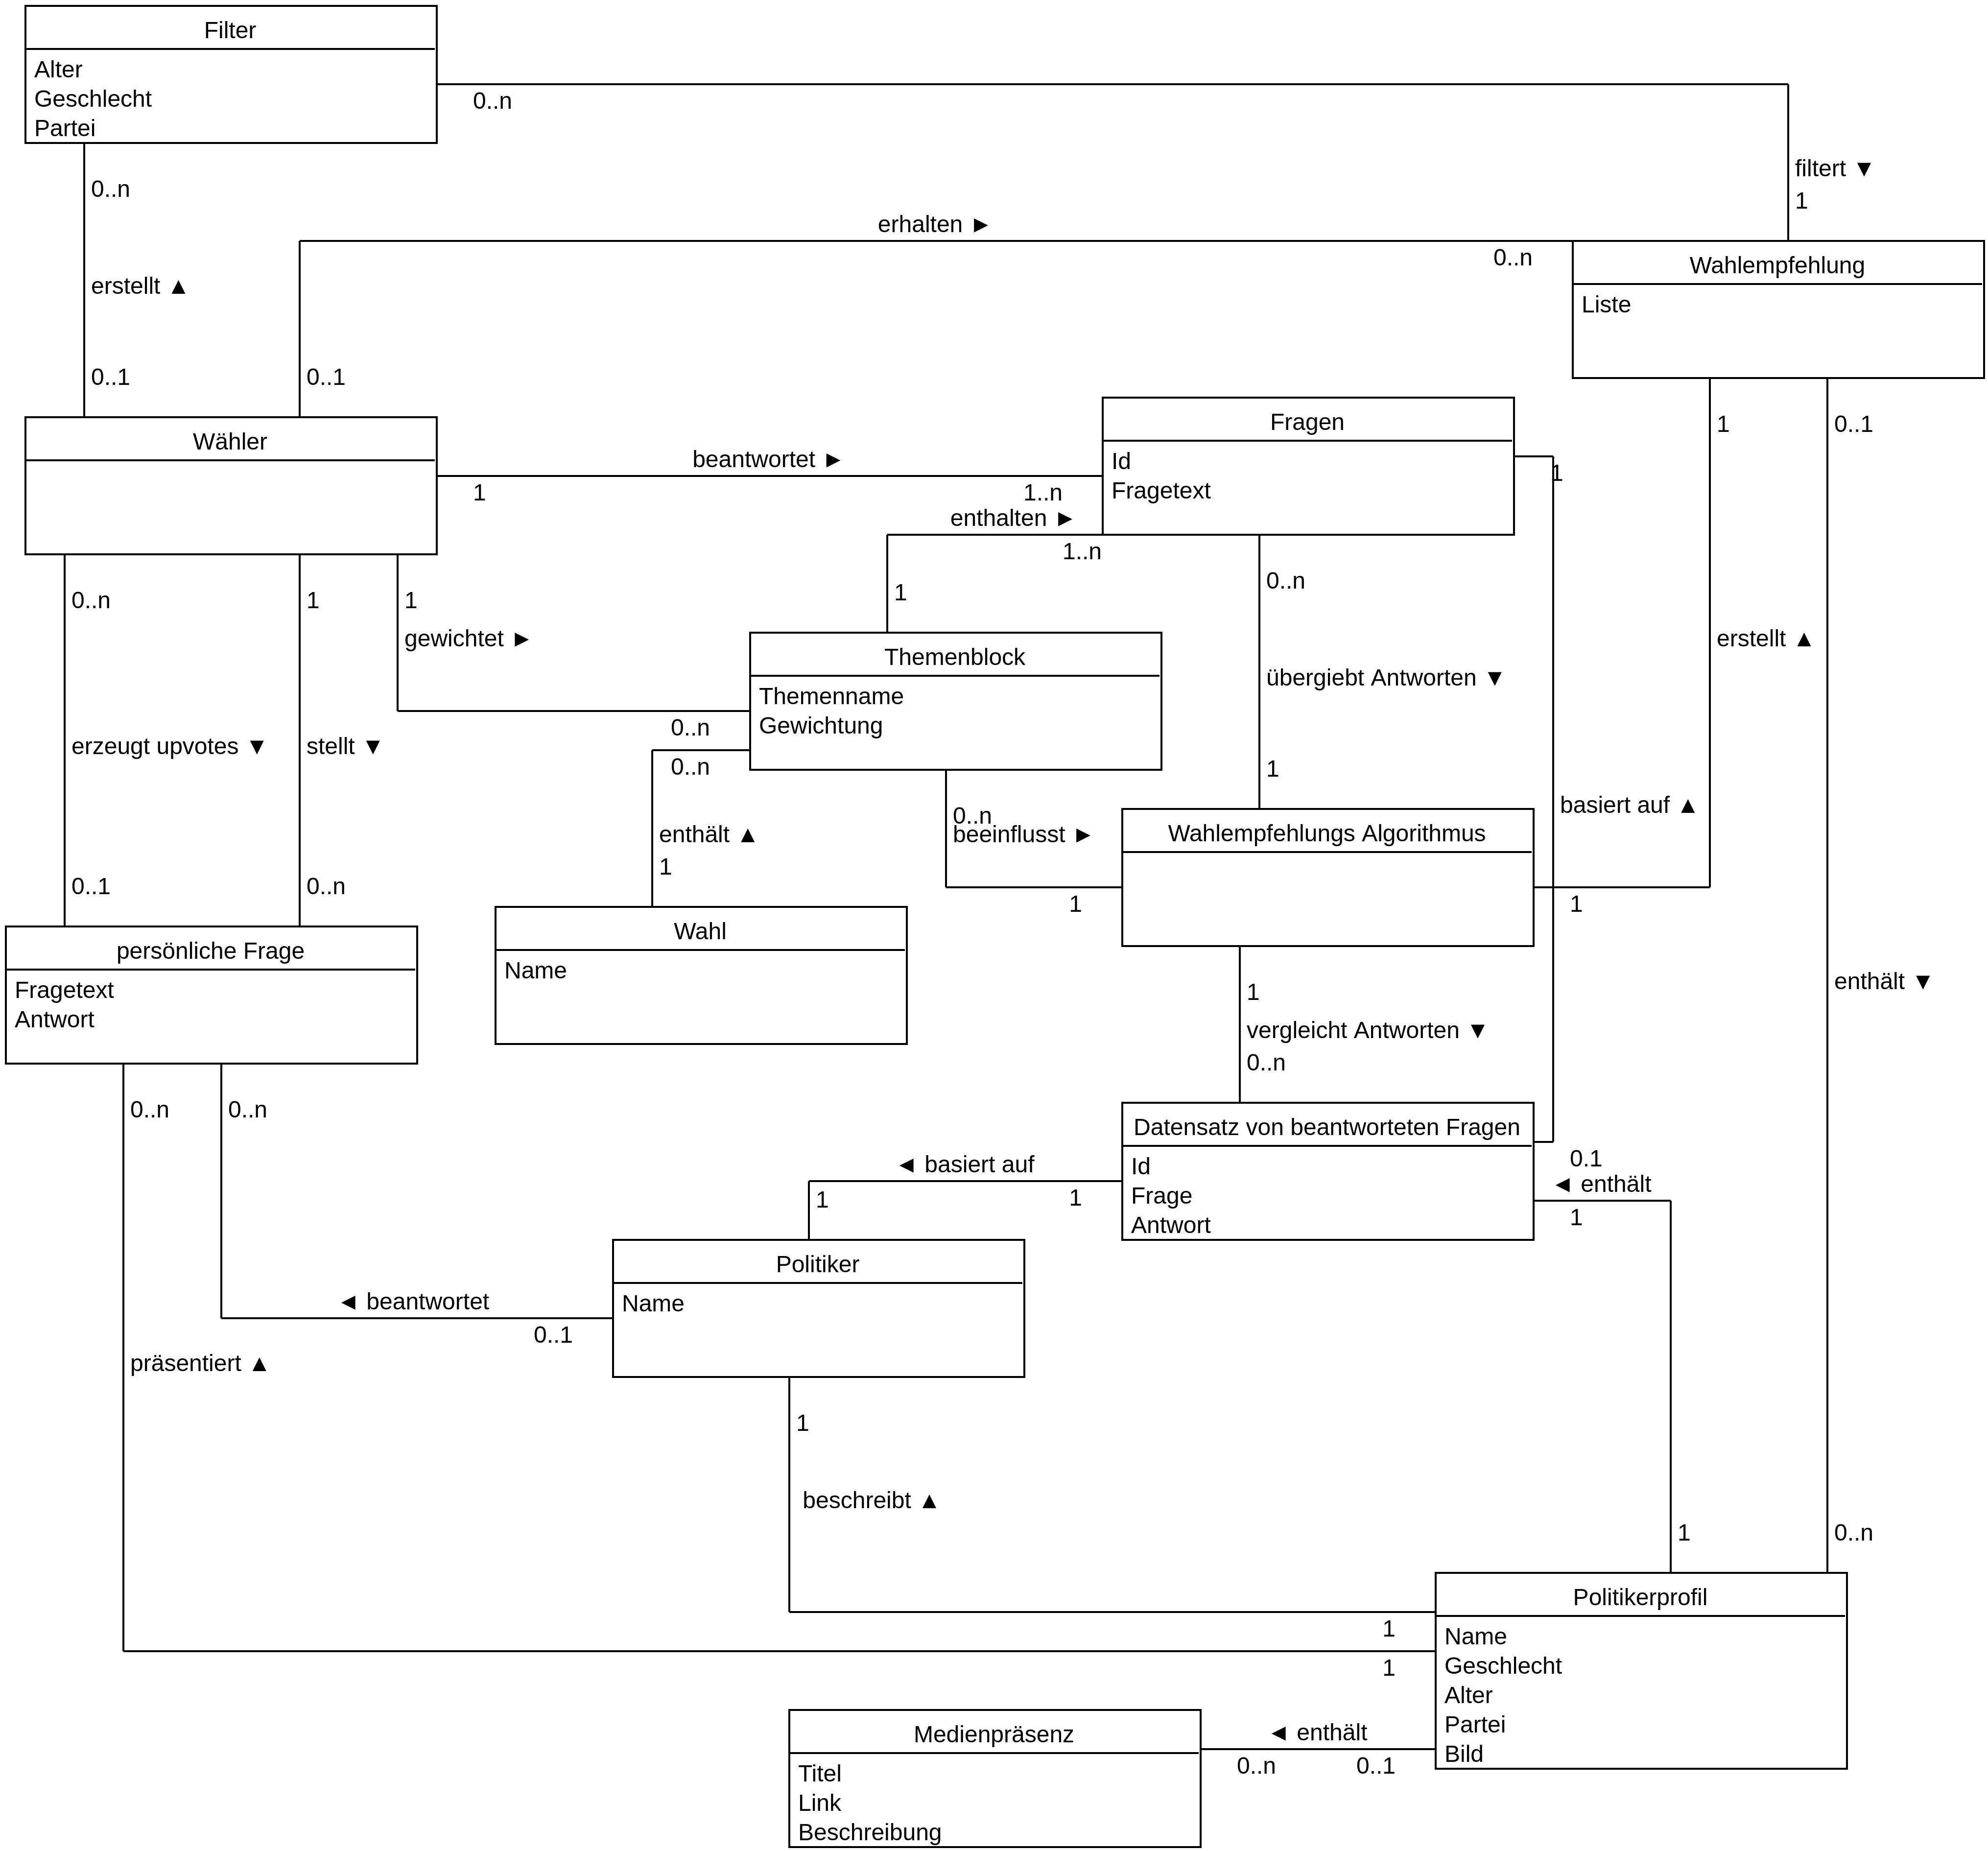 Filter
Alter
Geschlecht
Partei
0..n
filtert ▼
1
0..n
erstellt ▲
0..1
erhalten ►
0..n
0..1
Wahlempfehlung
Liste
Wähler
beantwortet ►
1
1..n
Fragen
Id
Fragetext
1
1
0..1
enthalten ►
1..n
1
0..n
1
1
gewichtet ►
0..n
0..n
übergiebt Antworten ▼
1
erstellt ▲
Themenblock
Themenname
Gewichtung
erzeugt upvotes ▼
stellt ▼
0..n
0..1
0..n
enthält ▲
1
0..n
beeinflusst ►
1
Wahlempfehlungs Algorithmus
basiert auf ▲
1
Wahl
Name
persönliche Frage
Fragetext
Antwort
enthält ▼
1
vergleicht Antworten ▼
0..n
0..n
0..n
Datensatz von beantworteten Fragen
Id
Frage
Antwort
◄ basiert auf
1
1
0.1
◄ enthält
1
Politiker
Name
◄ beantwortet
0..1
präsentiert ▲
1
beschreibt ▲
1
0..n
1
1
Politikerprofil
Name
Geschlecht
Alter
Partei
Bild
Medienpräsenz
Titel
Link
Beschreibung
◄ enthält
0..n
0..1